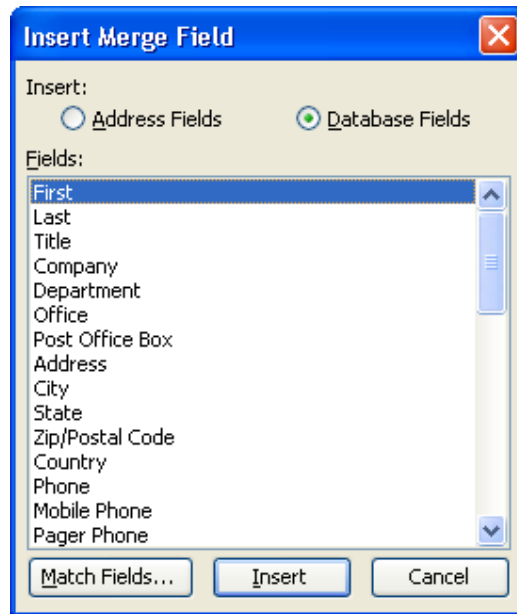 Insert Merge Field
Insert:
Address Fields Database Fields
Fields:
First
Last
Title
Company
Department
Office
Post Office Box
Address
City
State
Zip/Postal Code
Country
Phone
Mobile Phone
Pager Phone
Match Fields... Insert Cancel